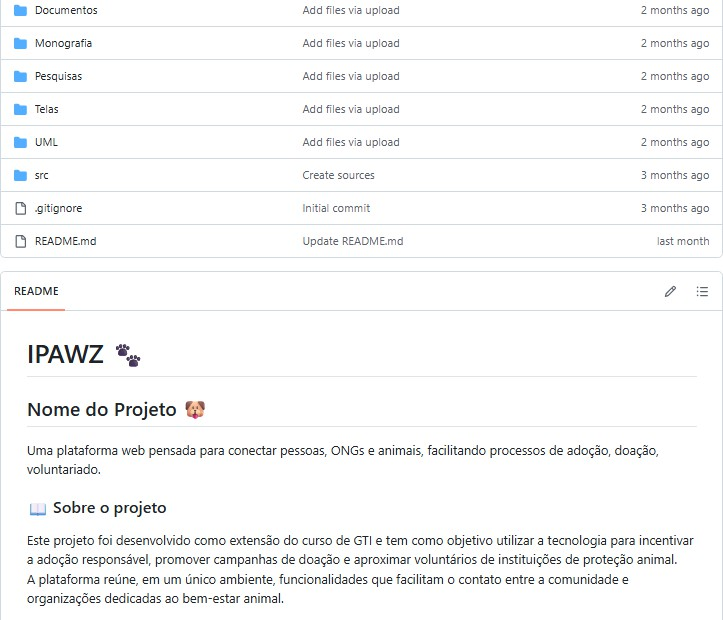 Documentos Add files via upload 2 months ago
Monografia Add files via upload 2 months ago
Pesquisas Add files via upload 2 months ago
Telas Add files via upload 2 months ago
UML Add files via upload 2 months ago
src Create sources 3 months ago
.gitignore Initial commit 3 months ago
README.md Update README.md last month
README
IPAWZ 🐾
Nome do Projeto 🐶
Uma plataforma web pensada para conectar pessoas, ONGs e animais, facilitando processos de adoção, doação,
voluntariado.
📖 Sobre o projeto
Este projeto foi desenvolvido como extensão do curso de GTI e tem como objetivo utilizar a tecnologia para incentivar
a adoção responsável, promover campanhas de doação e aproximar voluntários de instituições de proteção animal.
A plataforma reúne, em um único ambiente, funcionalidades que facilitam o contato entre a comunidade e
organizações dedicadas ao bem-estar animal.